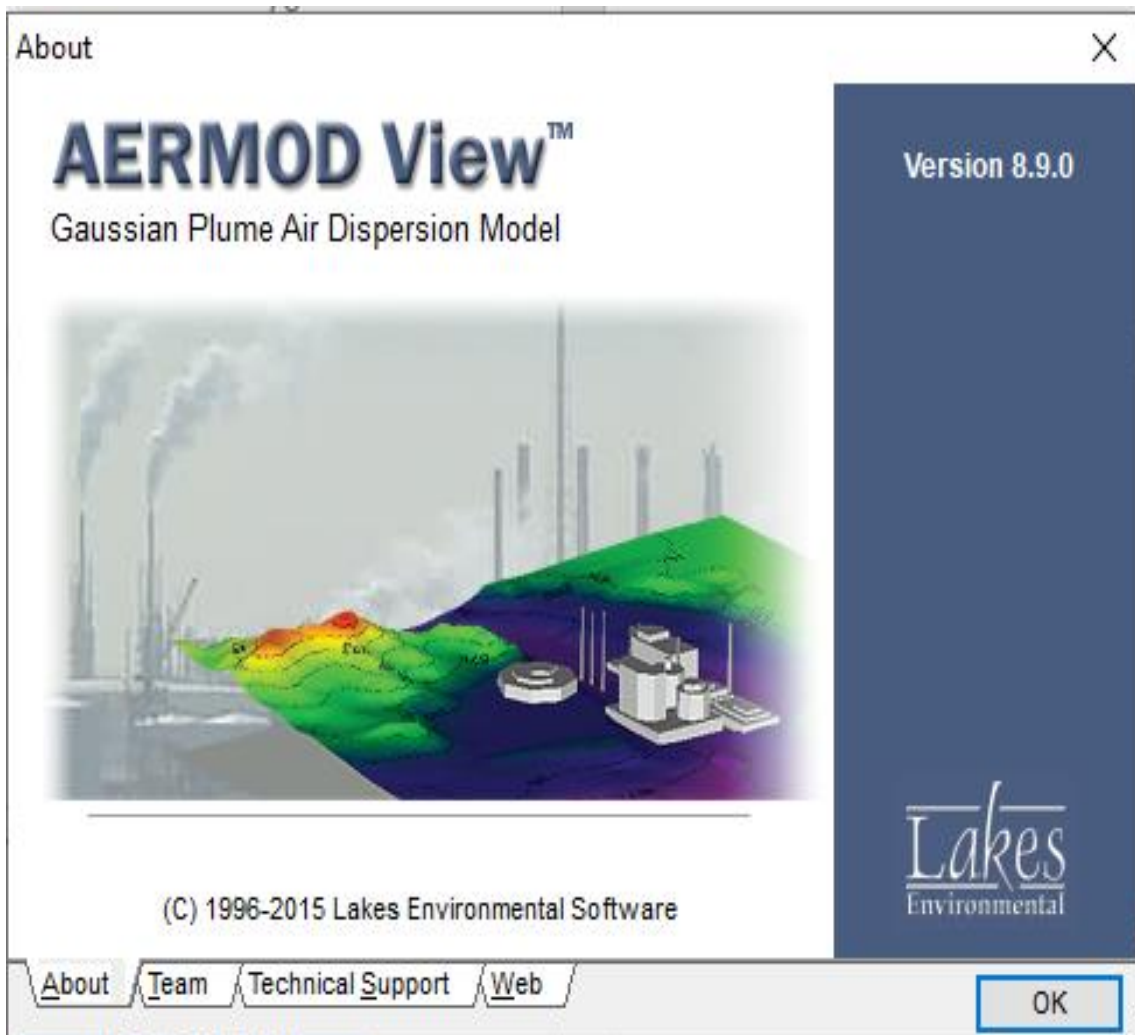 About
AERMOD View™
Gaussian Plume Air Dispersion Model
Version 8.9.0
Lakes
Environmental
(C) 1996-2015 Lakes Environmental Software
About
Team
Technical Support
Web
OK